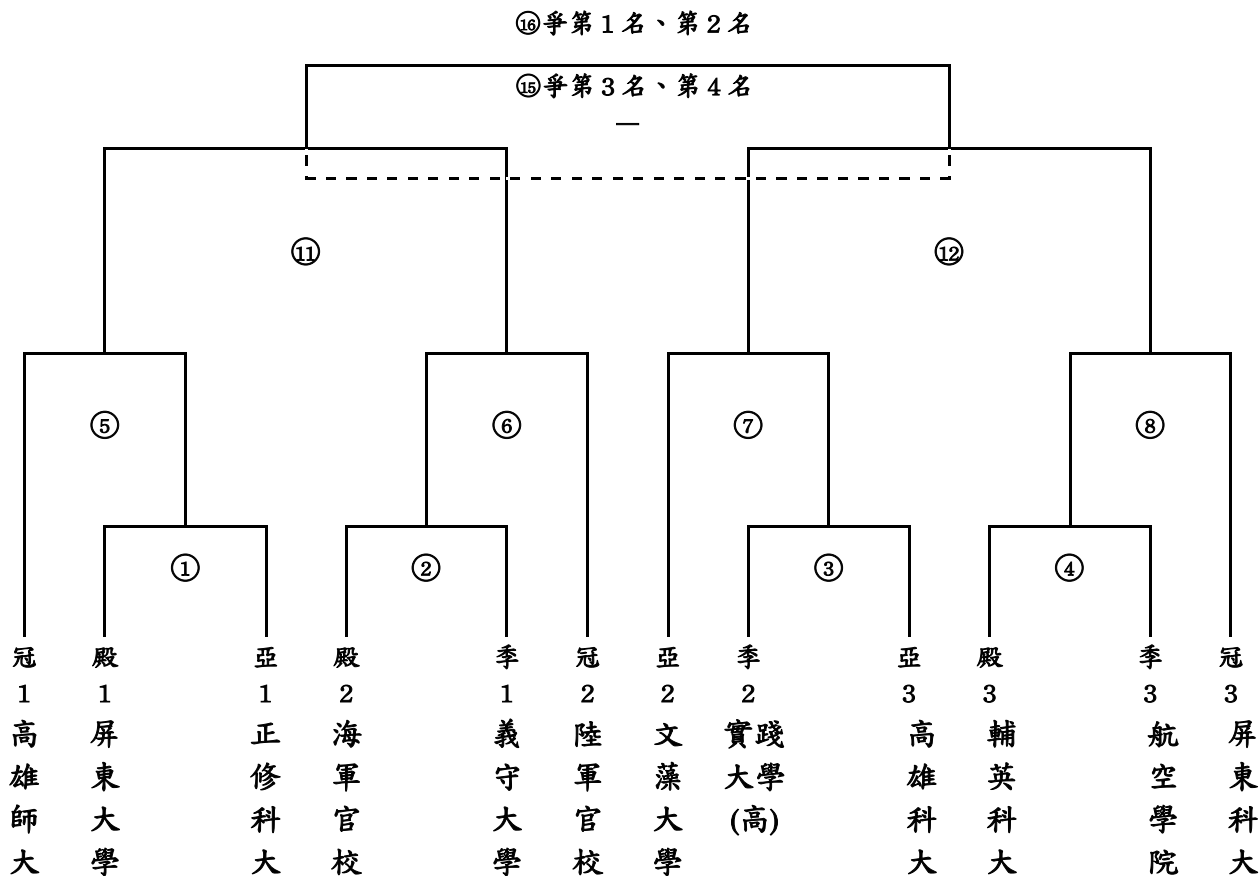 ⑯爭第1名、第2名
⑮爭第3名、第4名
⑪
⑫
⑤
⑥
⑦
⑧
①
②
③
④
冠1高雄師大
殿1屏東大學
亞1正修科大
殿2海軍官校
季1義守大學
冠2陸軍官校
亞2文藻大學
季2實踐大學(高)
亞3高雄科大
殿3輔英科大
季3航空學院
冠3屏東科大